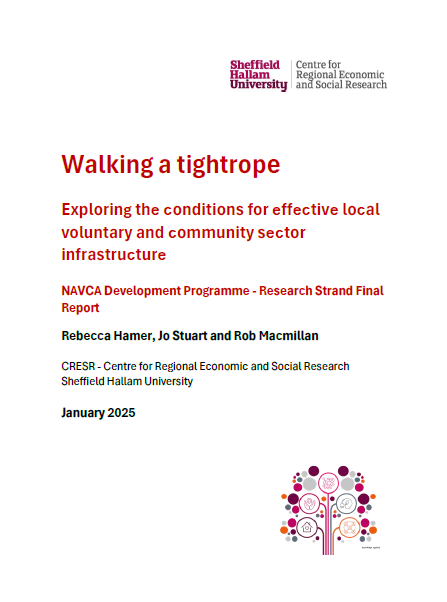 Sheffield
Hallam
University
Centre for
Regional Economic
and Social Research
Walking a tightrope
Exploring the conditions for effective local
voluntary and community sector
infrastructure
NAVCA Development Programme - Research Strand Final
Report
Rebecca Hamer, Jo Stuart and Rob Macmillan
CRESR - Centre for Regional Economic and Social Research
Sheffield Hallam University
January 2025